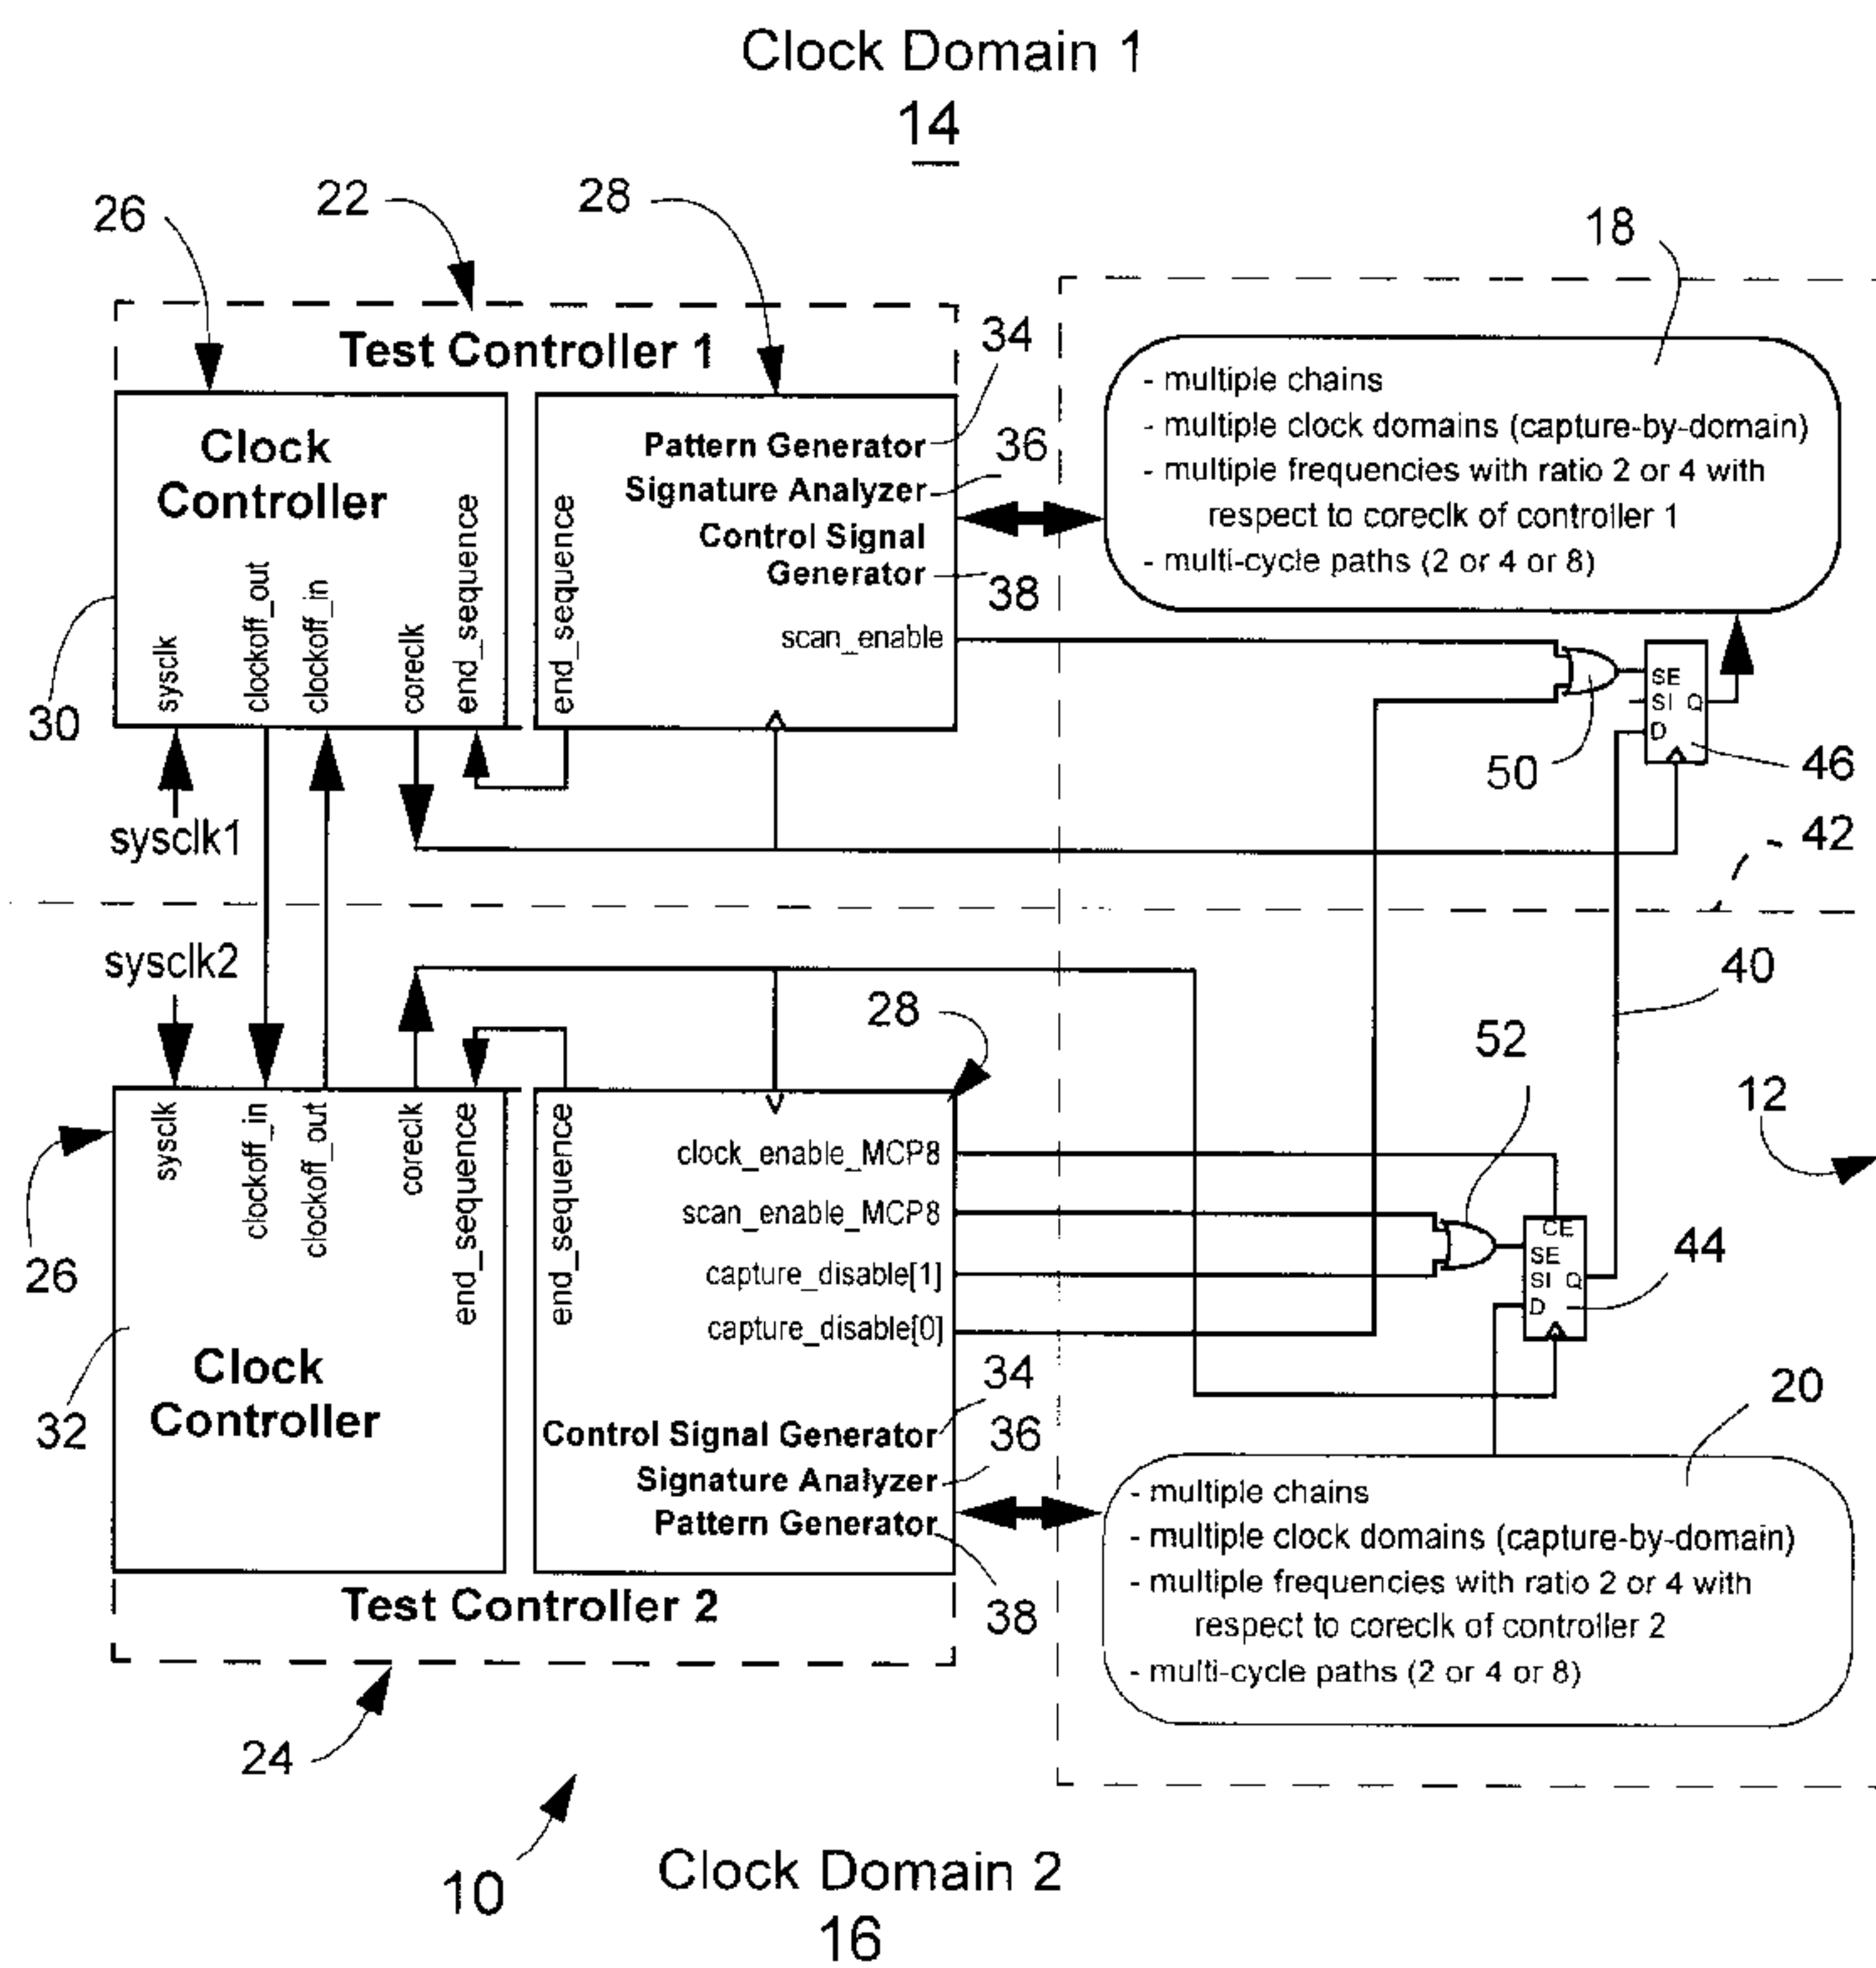 Clock Domain 1
14
26
22
28
18
Test Controller 1
34
Clock
Controller
Pattern Generator
36
Signature Analyzer
Control Signal
Generator
38
scan_enable
30
sysclk
clockoff_out
clockoff_in
coreclk
end_sequence
end_sequence
- multiple chains
- multiple clock domains (capture-by-domain)
- multiple frequencies with ratio 2 or 4 with
respect to coreclk of controller 1
- multi-cycle paths (2 or 4 or 8)
SE
SI Q
D
50
46
sysclk1
42
sysclk2
40
28
52
12
sysclk
clockoff_in
clockoff_out
coreclk
end_sequence
end_sequence
clock_enable_MCP8
scan_enable_MCP8
capture_disable[1]
capture_disable[0]
CE
SE
SI Q
D
44
26
Clock
Controller
32
34
Control Signal Generator
36
Signature Analyzer
Pattern Generator
38
20
- multiple chains
- multiple clock domains (capture-by-domain)
- multiple frequencies with ratio 2 or 4 with
respect to coreclk of controller 2
- multi-cycle paths (2 or 4 or 8)
Test Controller 2
24
10
Clock Domain 2
16